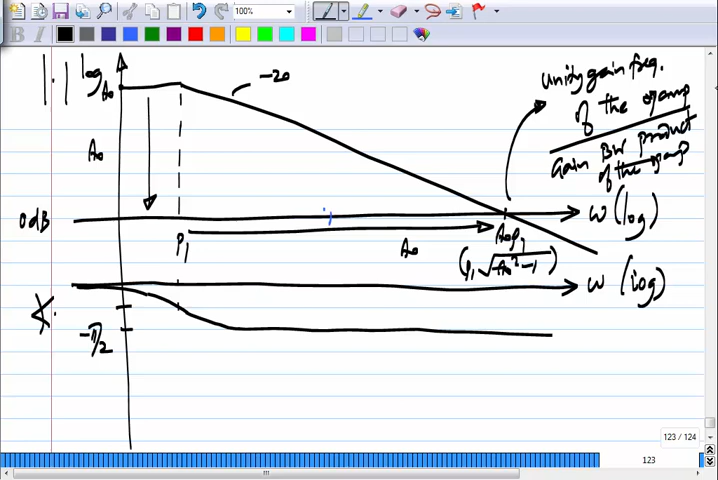 100%
B I
|·| log
A₀
-20
unity gain freq.
of the opamp
Gain BW product
of the opamp
A₀
0dB
ω (log)
p₁
A₀
A₀p₁
(p₁√A₀²-1)
ω (log)
∠·
-π/2
123 / 124
123